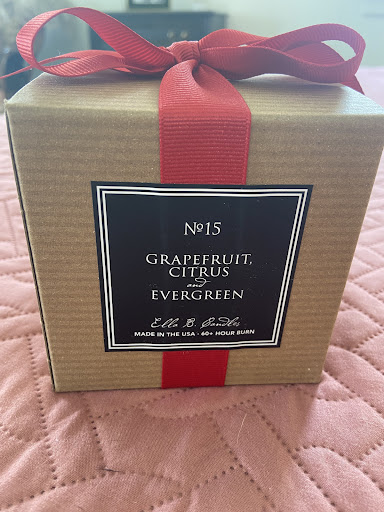 №15
GRAPEFRUIT,
CITRUS
and
EVERGREEN
Ella B. Candles
MADE IN THE USA · 60+ HOUR BURN